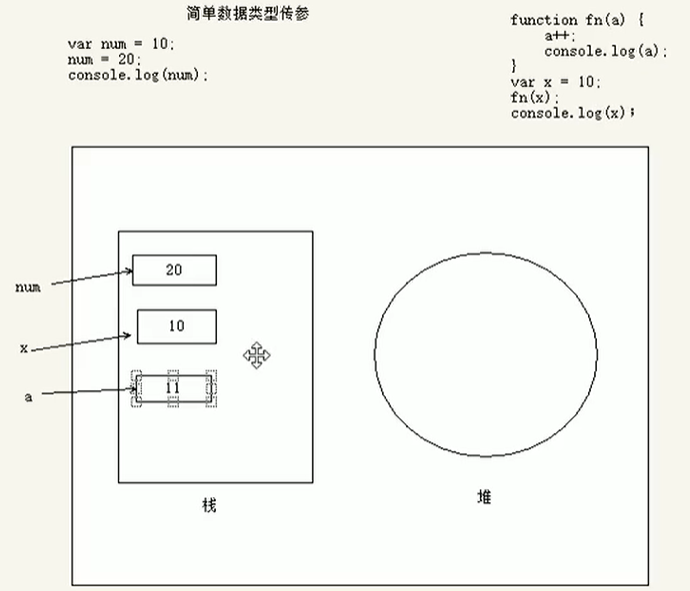 简单数据类型传参
var num = 10;
num = 20;
console.log(num);
function fn(a) {
a++;
console.log(a);
}
var x = 10;
fn(x);
console.log(x);
num
20
x
10
a
11
栈
堆